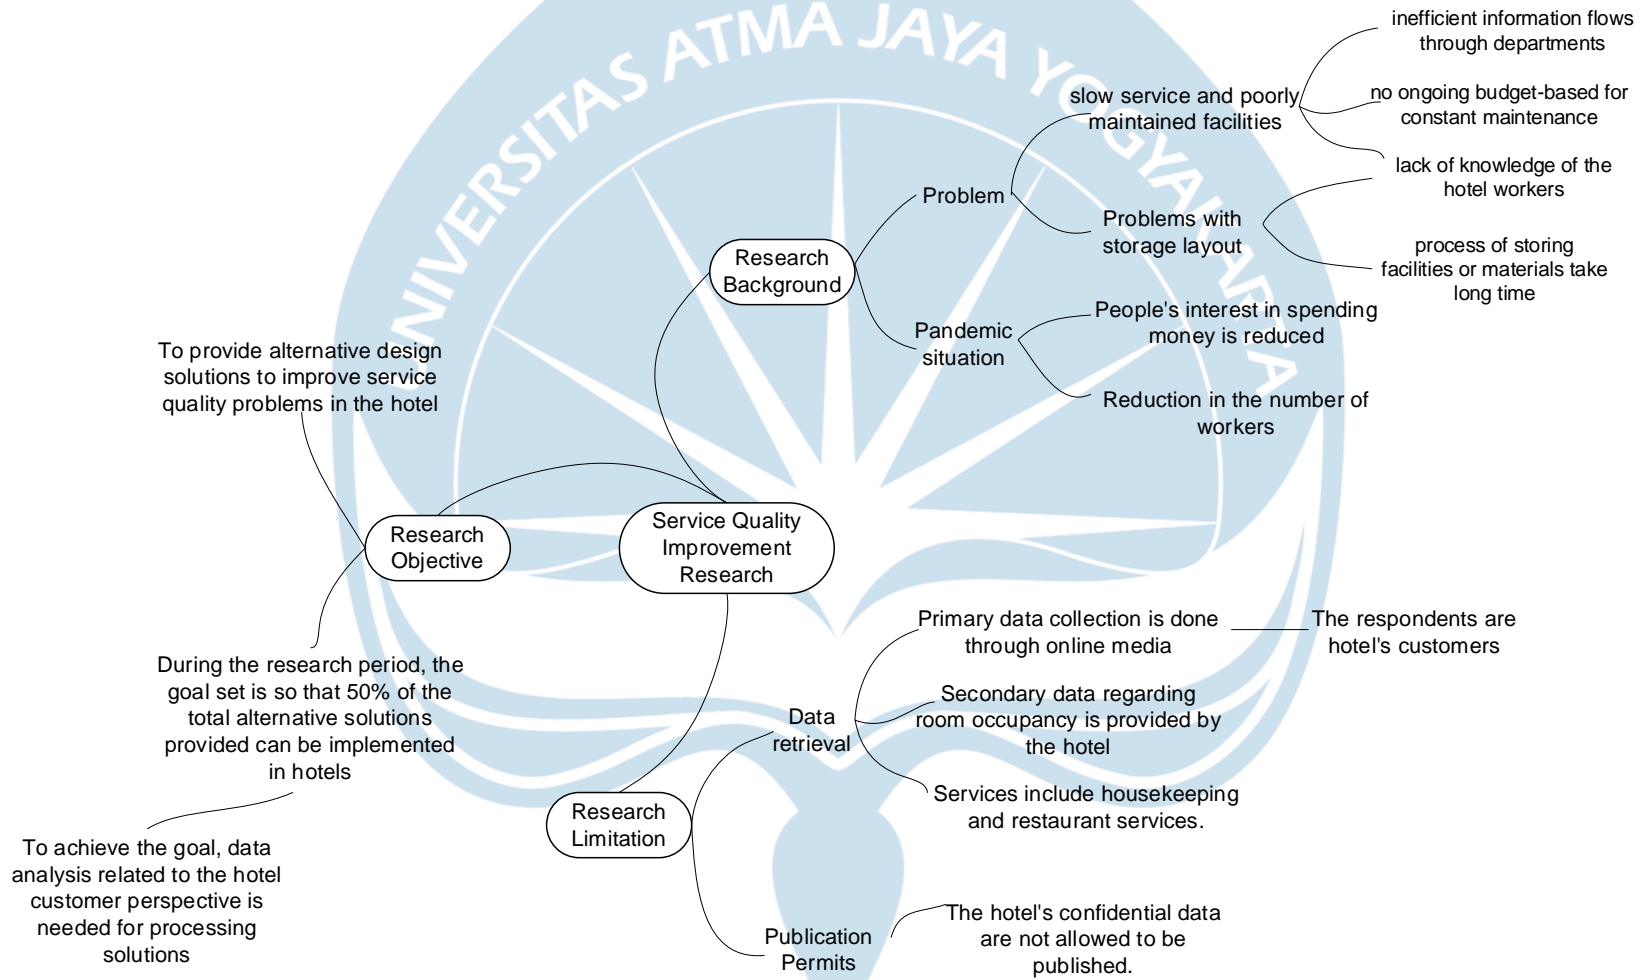 UNIVERSITAS ATMA JAYA YOGYAKARTA
Service Quality
Improvement
Research
Research
Background
Problem
slow service and poorly
maintained facilities
inefficient information flows
through departments
no ongoing budget-based for
constant maintenance
lack of knowledge of the
hotel workers
Problems with
storage layout
process of storing
facilities or materials take
long time
Pandemic
situation
People's interest in spending
money is reduced
Reduction in the number of
workers
Research
Objective
To provide alternative design
solutions to improve service
quality problems in the hotel
During the research period, the
goal set is so that 50% of the
total alternative solutions
provided can be implemented
in hotels
To achieve the goal, data
analysis related to the hotel
customer perspective is
needed for processing
solutions
Research
Limitation
Data
retrieval
Primary data collection is done
through online media
The respondents are
hotel's customers
Secondary data regarding
room occupancy is provided by
the hotel
Services include housekeeping
and restaurant services.
Publication
Permits
The hotel's confidential data
are not allowed to be
published.